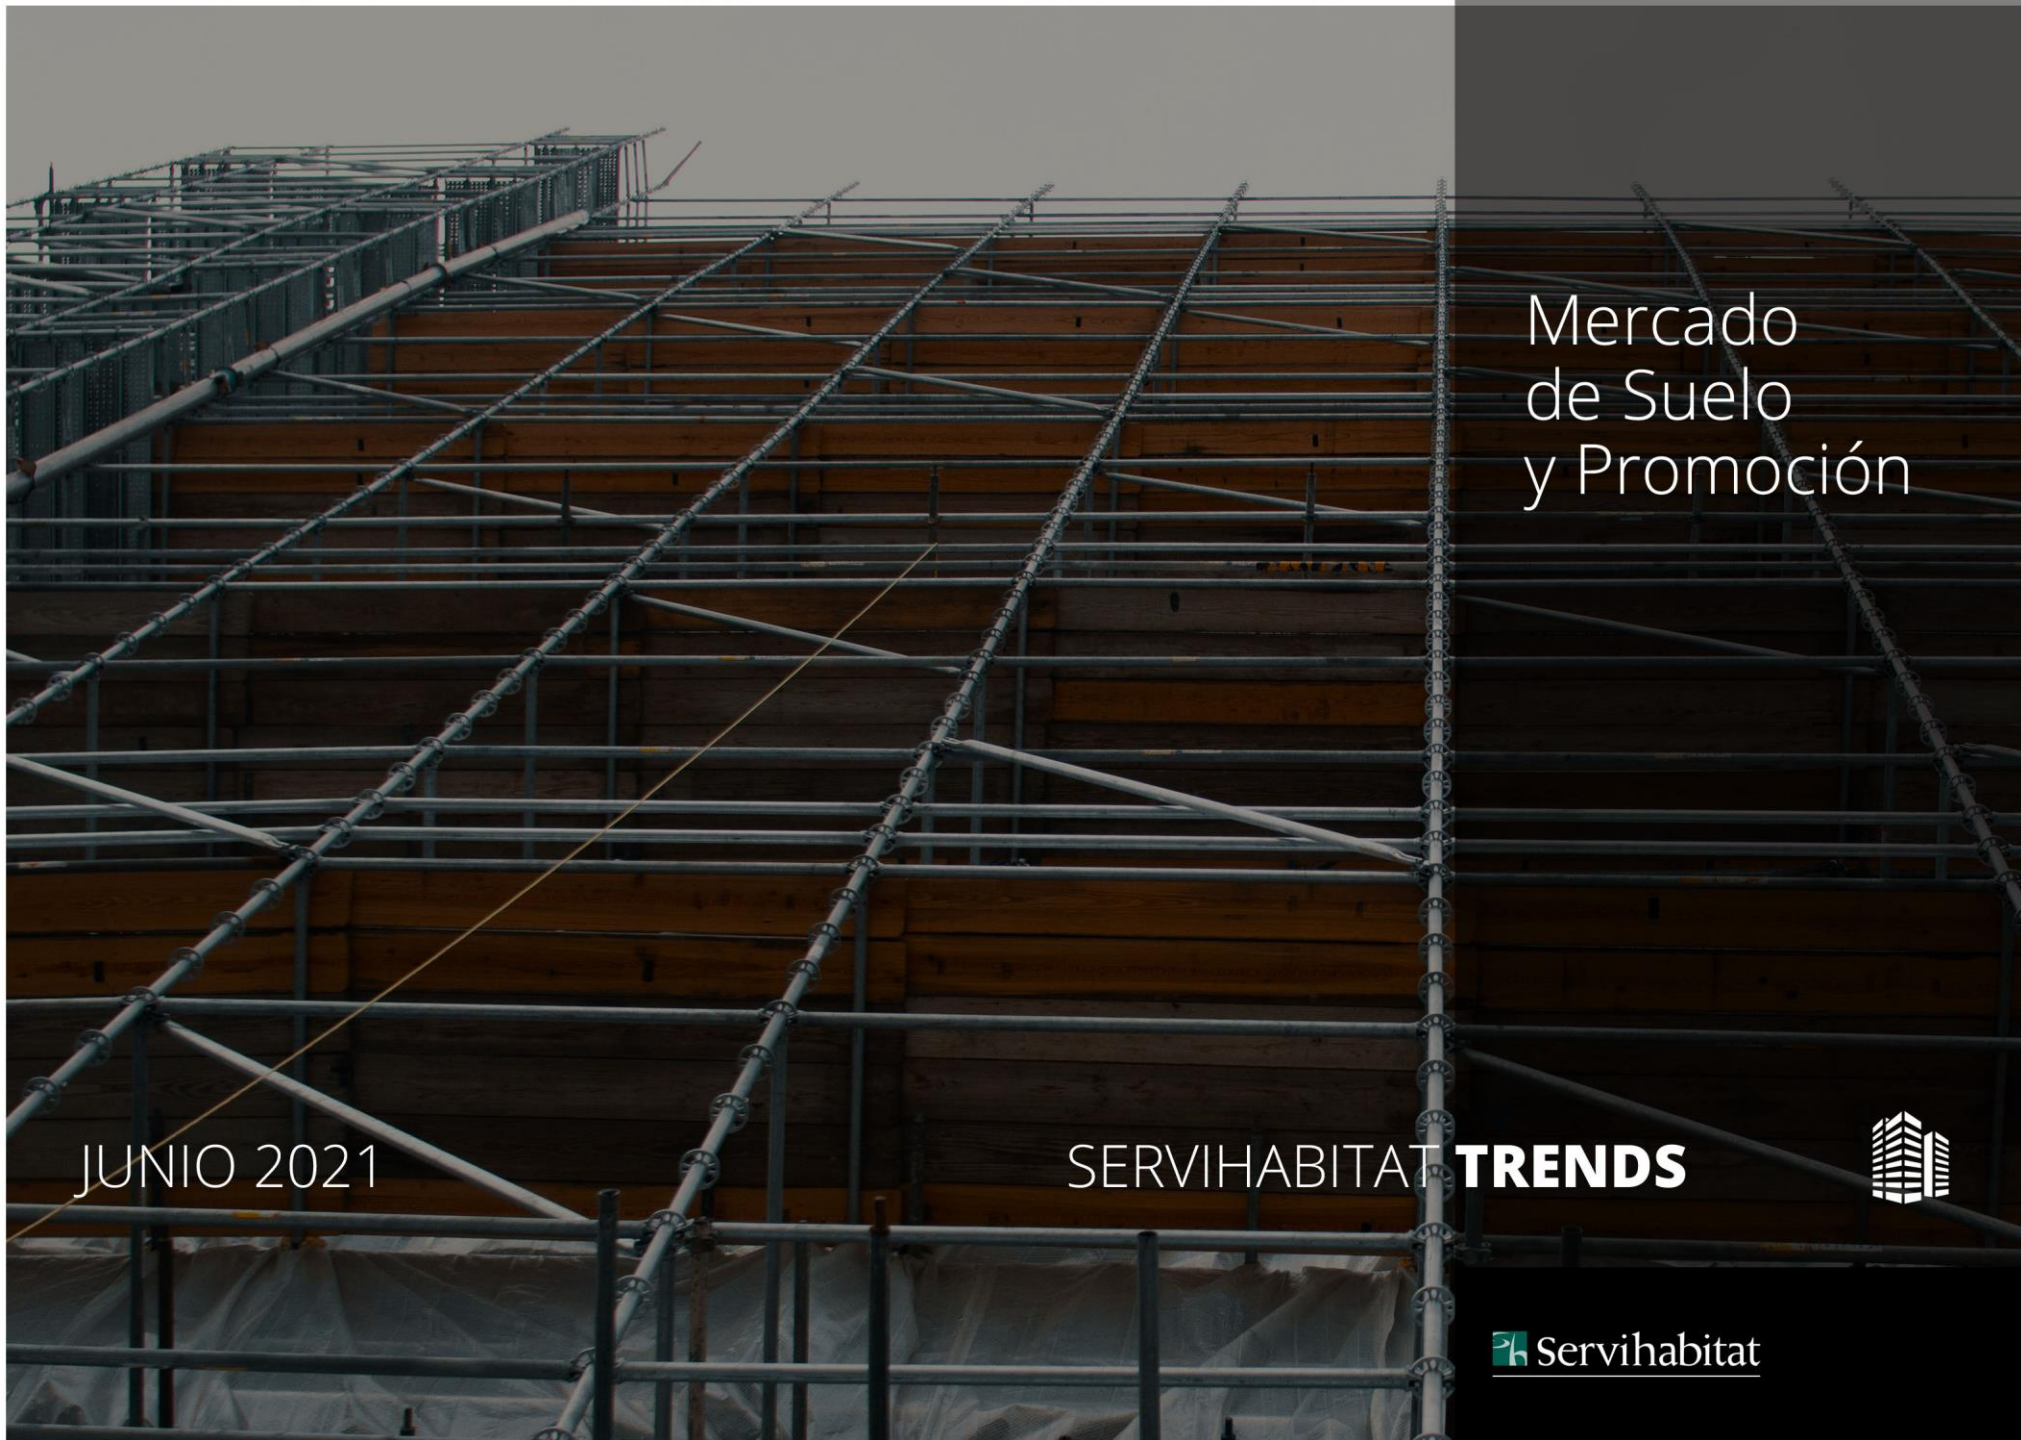 Mercado
de Suelo
y Promoción
JUNIO 2021
SERVIHABITAT TRENDS
Servihabitat